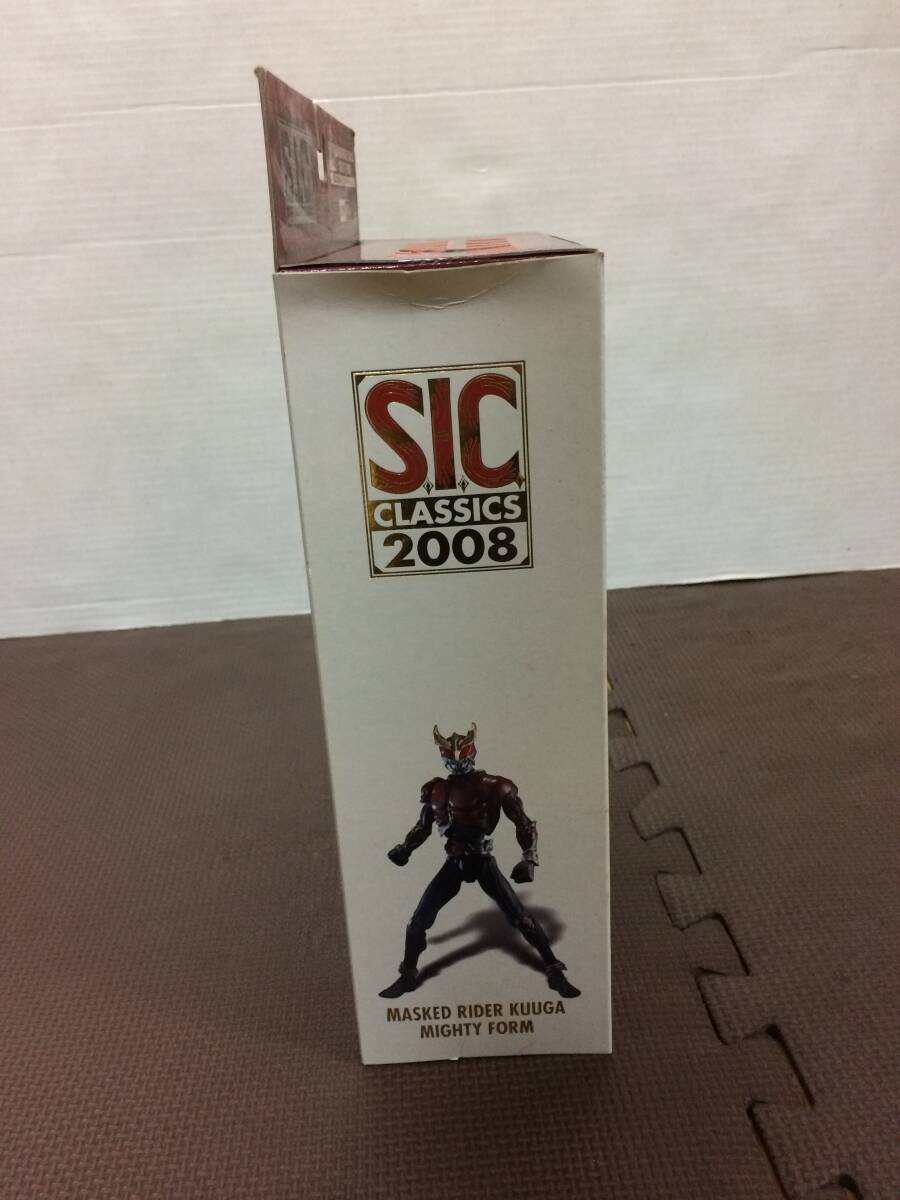 S.I.C.
CLASSICS
2008
MASKED RIDER KUUGA
MIGHTY FORM